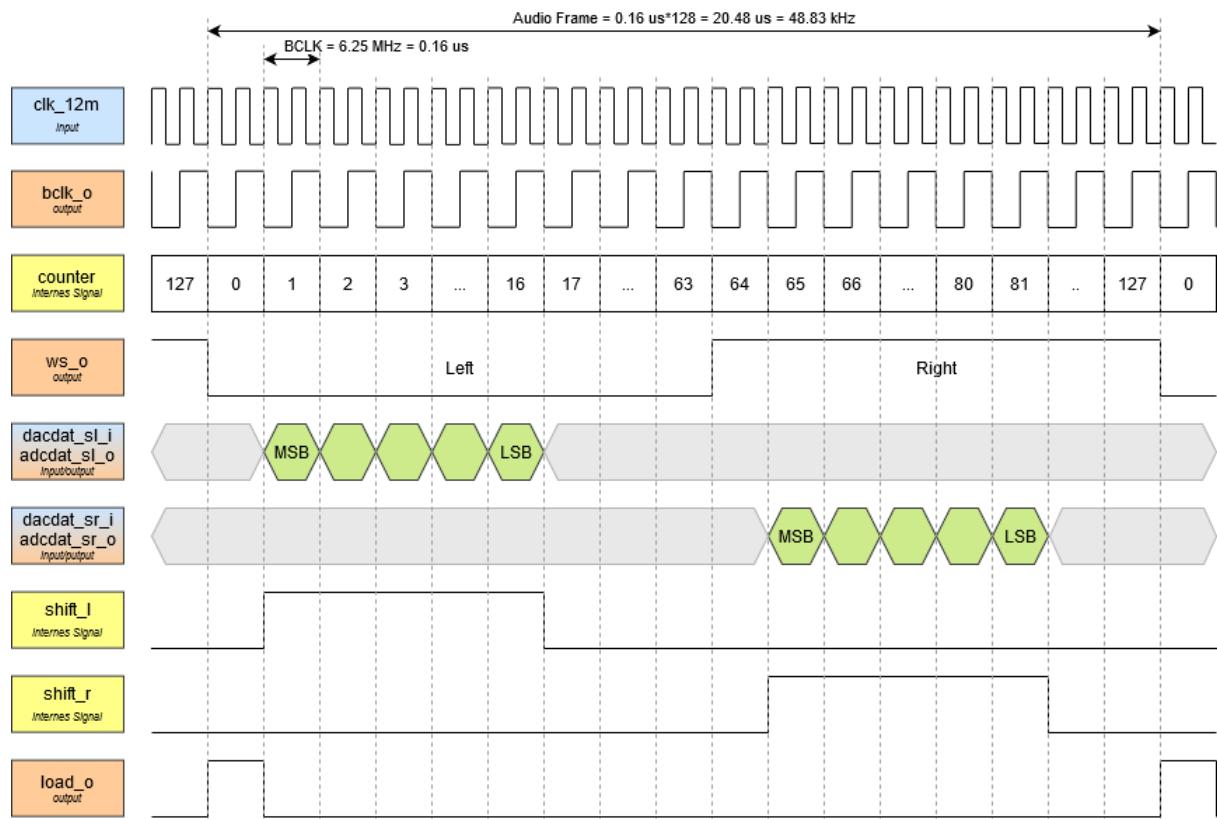 Audio Frame = 0.16 us*128 = 20.48 us = 48.83 kHz
BCLK = 6.25 MHz = 0.16 us
clk_12m
Input
bclk_o
output
counter
Internes Signal
127 0 1 2 3 ... 16 17 ... 63 64 65 66 ... 80 81 .. 127 0
ws_o
output
Left Right
dacdat_sl_i
adcdat_sl_o
Input/output
MSB LSB
dacdat_sr_i
adcdat_sr_o
Input/output
MSB LSB
shift_l
Internes Signal
shift_r
Internes Signal
load_o
output